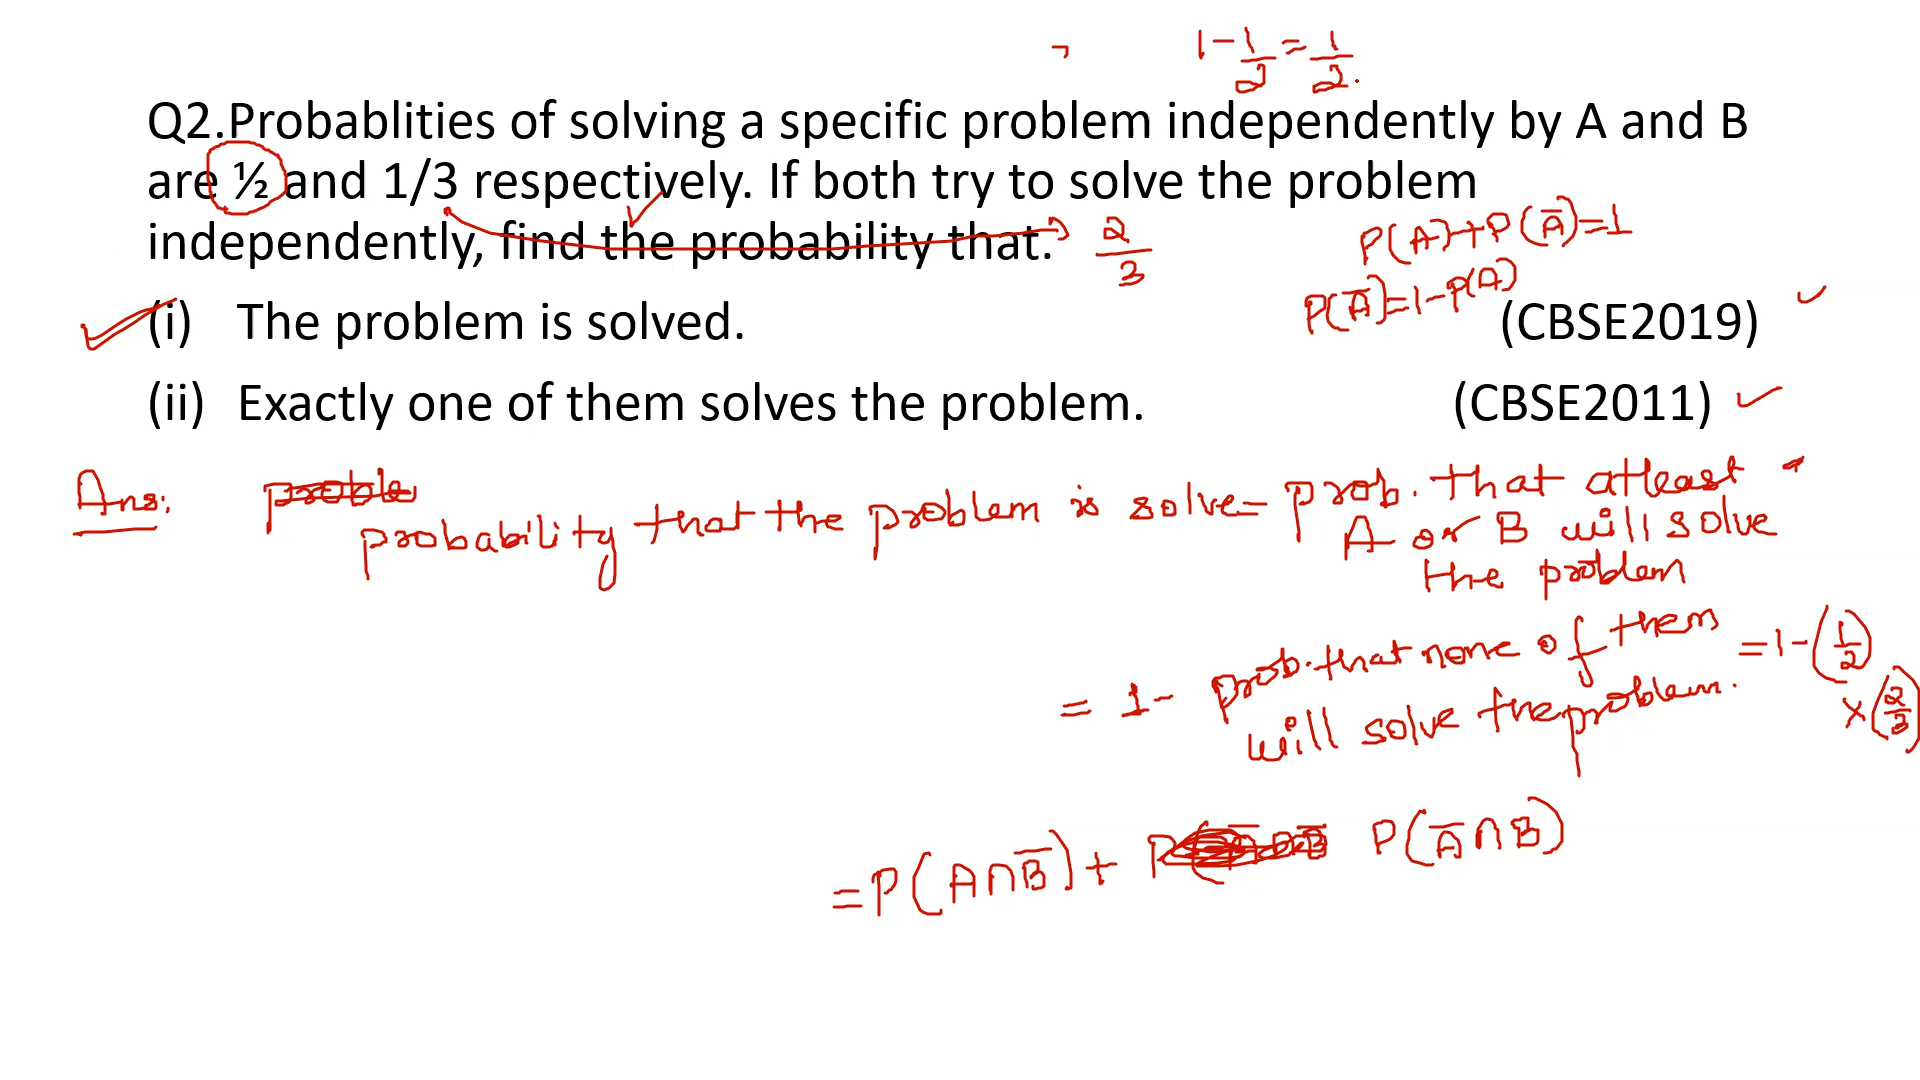 1-1/2=1/2.
Q2.Probablities of solving a specific problem independently by A and B
are ½ and 1/3 respectively. If both try to solve the problem
independently, find the probability that. 2/3
P(A)+P(A̅)=1
P(A̅)=1-P(A)
(i) The problem is solved. (CBSE2019)
(ii) Exactly one of them solves the problem. (CBSE2011)
Ans:
probability that the problem is solve= prob. that atleast
A or B will solve
the problem
= 1- prob. that none of them
will solve the problem. =1-(1/2)
×(2/3)
=P(A∩B̅)+ P(A̅∩B)